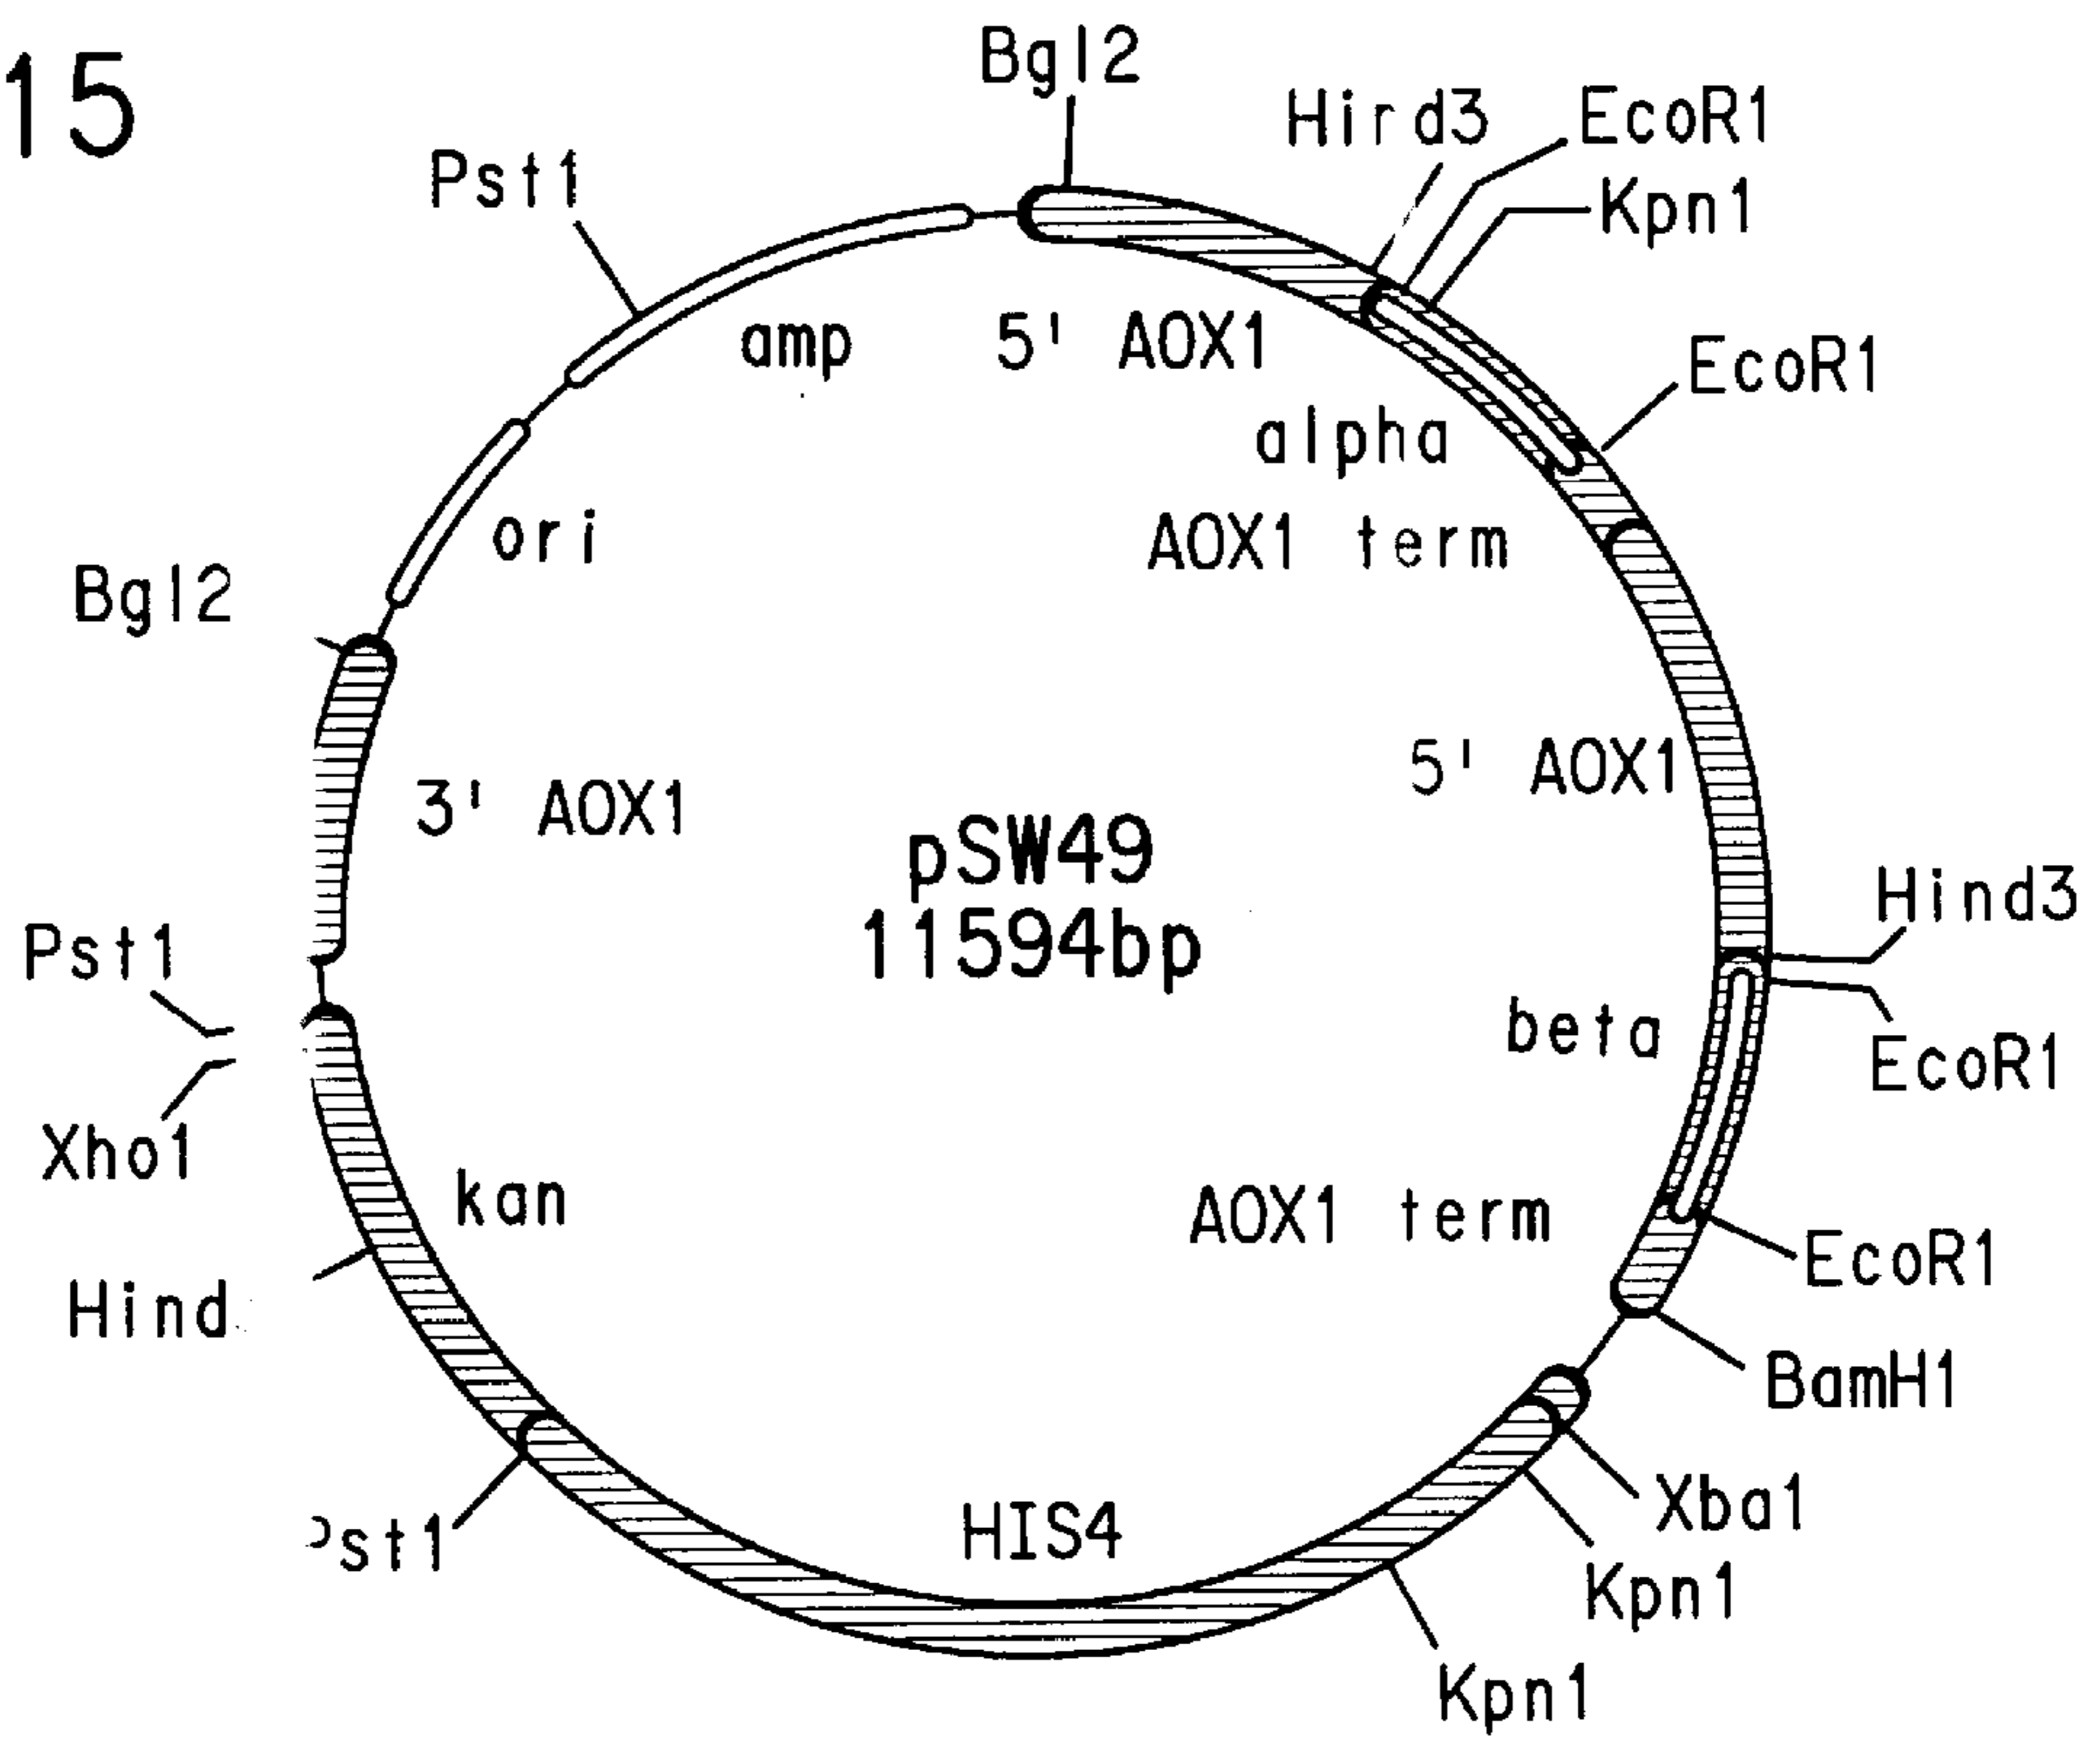 15
Bgl2
Hird3
EcoR1
Kpn1
Pst1
amp
5' AOX1
EcoR1
alpha
AOX1 term
ori
Bgl2
3' AOX1
5' AOX1
pSW49
11594bp
Hind3
Pst1
beta
EcoR1
Xho1
kan
AOX1 term
EcoR1
Hind
BamH1
HIS4
Xba1
Pst1
Kpn1
Kpn1